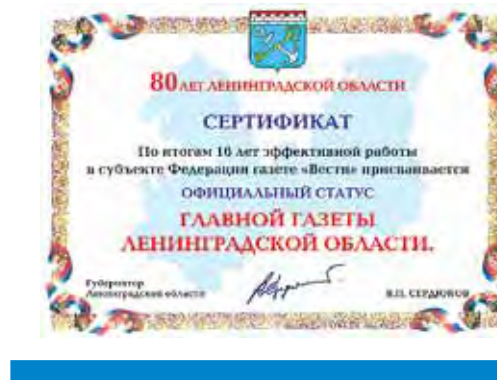 80 ЛЕТ ЛЕНИНГРАДСКОЙ ОБЛАСТИ
СЕРТИФИКАТ
По итогам 16 лет эффективной работы
в субъекте Федерации газете «Вести» присваивается
ОФИЦИАЛЬНЫЙ СТАТУС
ГЛАВНОЙ ГАЗЕТЫ
ЛЕНИНГРАДСКОЙ ОБЛАСТИ.
Губернатор
Ленинградской области
В.П. СЕРДЮКОВ